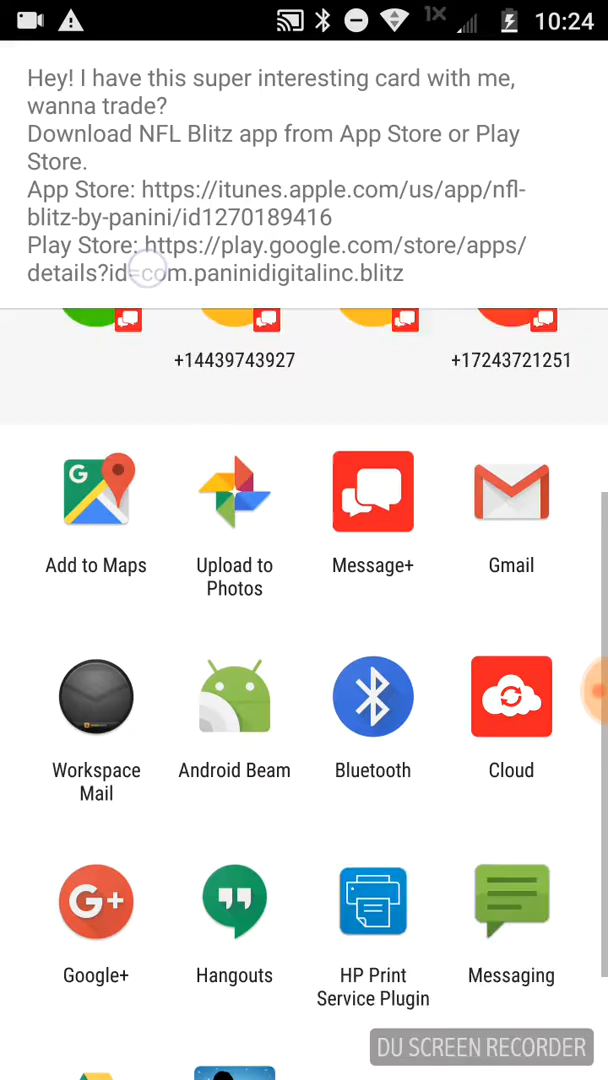 1X
10:24
Hey! I have this super interesting card with me,
wanna trade?
Download NFL Blitz app from App Store or Play
Store.
App Store: https://itunes.apple.com/us/app/nfl-
blitz-by-panini/id1270189416
Play Store: https://play.google.com/store/apps/
details?id=com.paninidigitalinc.blitz
+14439743927
+17243721251
G
Add to Maps
Upload to
Photos
Message+
Gmail
Workspace
Mail
Android Beam
Bluetooth
Cloud
G+
Google+
Hangouts
HP Print
Service Plugin
Messaging
DU SCREEN RECORDER